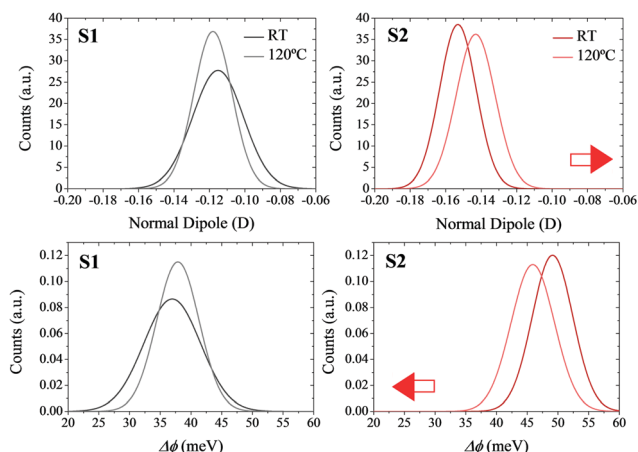 S1
RT
120ºC
Counts (a.u.)
40
35
30
25
20
15
10
5
0
-0.20 -0.18 -0.16 -0.14 -0.12 -0.10 -0.08 -0.06
Normal Dipole (D)
S2
RT
120ºC
Counts (a.u.)
40
35
30
25
20
15
10
5
0
-0.20 -0.18 -0.16 -0.14 -0.12 -0.10 -0.08 -0.06
Normal Dipole (D)
S1
Counts (a.u.)
0.12
0.10
0.08
0.06
0.04
0.02
0.00
20 25 30 35 40 45 50 55 60
Δϕ (meV)
S2
Counts (a.u.)
0.12
0.10
0.08
0.06
0.04
0.02
0.00
20 25 30 35 40 45 50 55 60
Δϕ (meV)